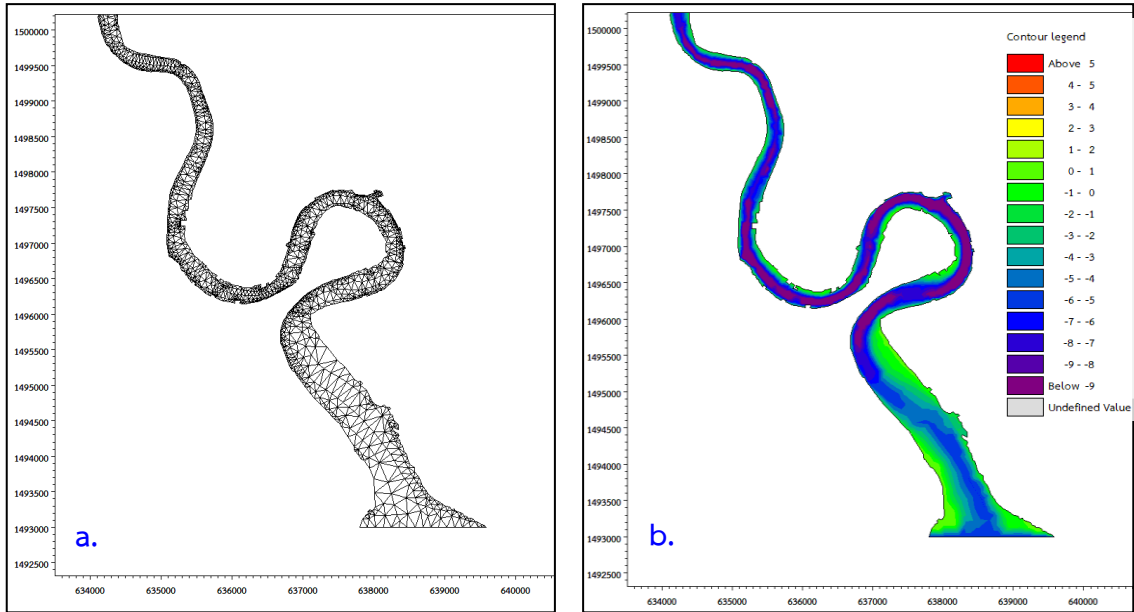 1500000
1499500
1499000
1498500
1498000
1497500
1497000
1496500
1496000
1495500
1495000
1494500
1494000
1493500
1493000
1492500
a.
634000 635000 636000 637000 638000 639000 640000
1500000
1499500
1499000
1498500
1498000
1497500
1497000
1496500
1496000
1495500
1495000
1494500
1494000
1493500
1493000
1492500
b.
634000 635000 636000 637000 638000 639000 640000
Contour legend
Above 5
4 - 5
3 - 4
2 - 3
1 - 2
0 - 1
-1 - 0
-2 - -1
-3 - -2
-4 - -3
-5 - -4
-6 - -5
-7 - -6
-8 - -7
-9 - -8
Below -9
Undefined Value